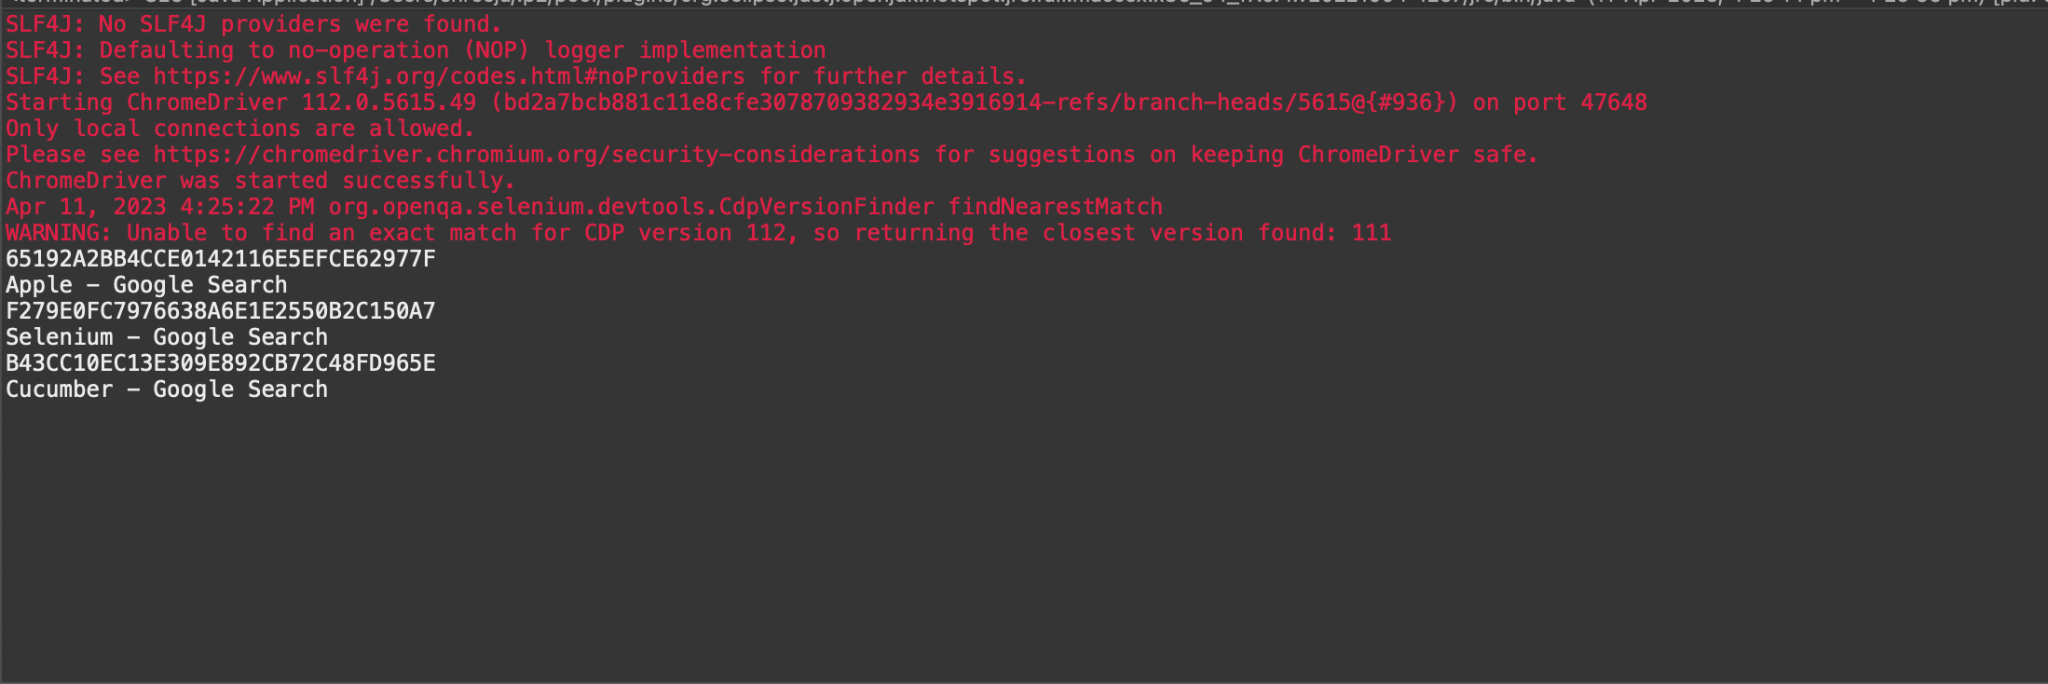 SLF4J: No SLF4J providers were found.
SLF4J: Defaulting to no-operation (NOP) logger implementation
SLF4J: See https://www.slf4j.org/codes.html#noProviders for further details.
Starting ChromeDriver 112.0.5615.49 (bd2a7bcb881c11e8cfe3078709382934e3916914-refs/branch-heads/5615@{#936}) on port 47648
Only local connections are allowed.
Please see https://chromedriver.chromium.org/security-considerations for suggestions on keeping ChromeDriver safe.
ChromeDriver was started successfully.
Apr 11, 2023 4:25:22 PM org.openqa.selenium.devtools.CdpVersionFinder findNearestMatch
WARNING: Unable to find an exact match for CDP version 112, so returning the closest version found: 111
65192A2BB4CCE0142116E5EFCE62977F
Apple – Google Search
F279E0FC7976638A6E1E2550B2C150A7
Selenium – Google Search
B43CC10EC13E309E892CB72C48FD965E
Cucumber – Google Search